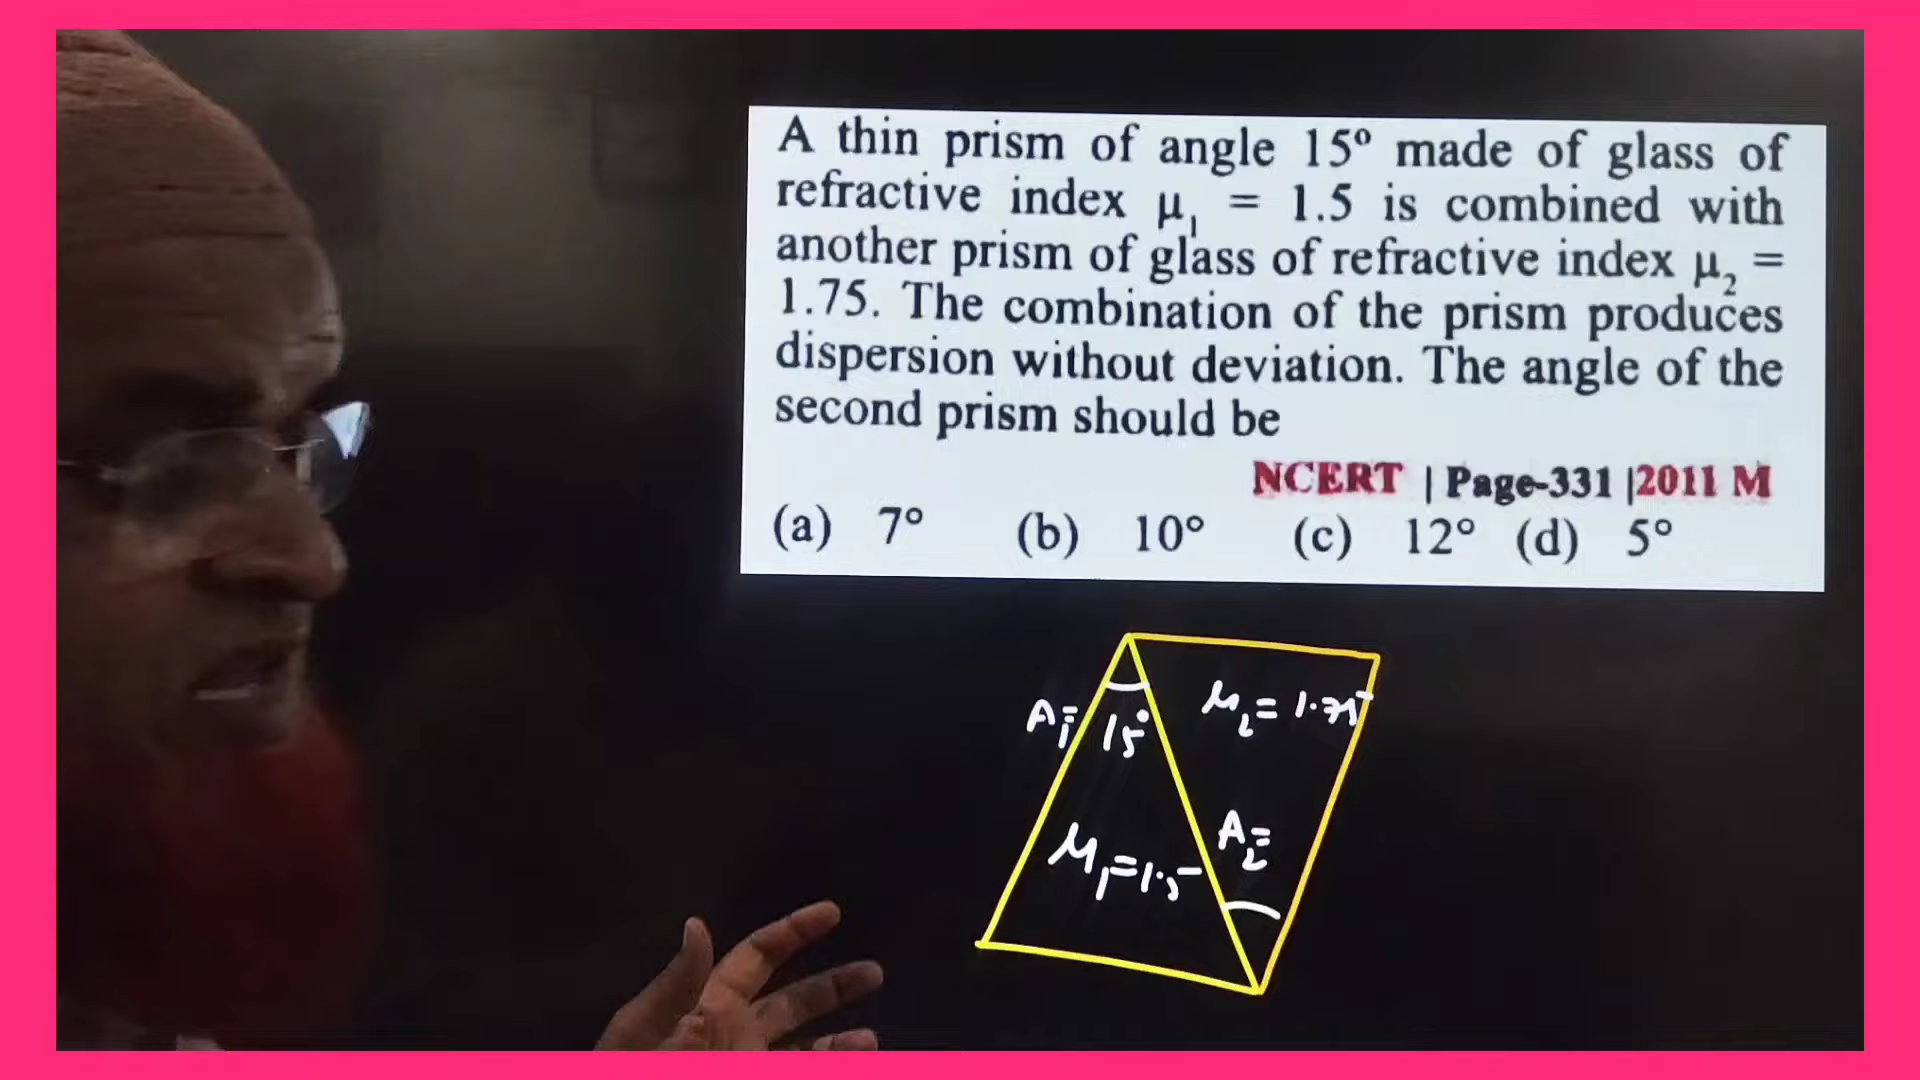 A thin prism of angle 15° made of glass of
refractive index μ₁ = 1.5 is combined with
another prism of glass of refractive index μ₂ =
1.75. The combination of the prism produces
dispersion without deviation. The angle of the
second prism should be
NCERT | Page-331 |2011 M
(a) 7° (b) 10° (c) 12° (d) 5°
A₁= 15°
μ₂= 1.75
μ₁=1.5
A₂=